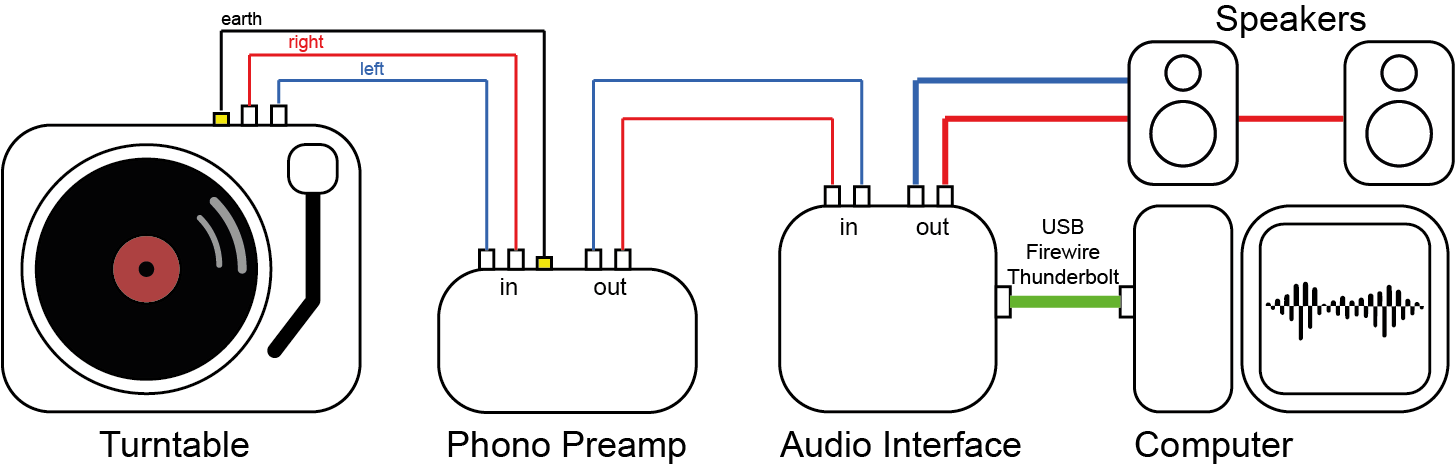 Speakers
earth
right
left
in
out
in
out
USB
Firewire
Thunderbolt
Turntable
Phono Preamp
Audio Interface
Computer